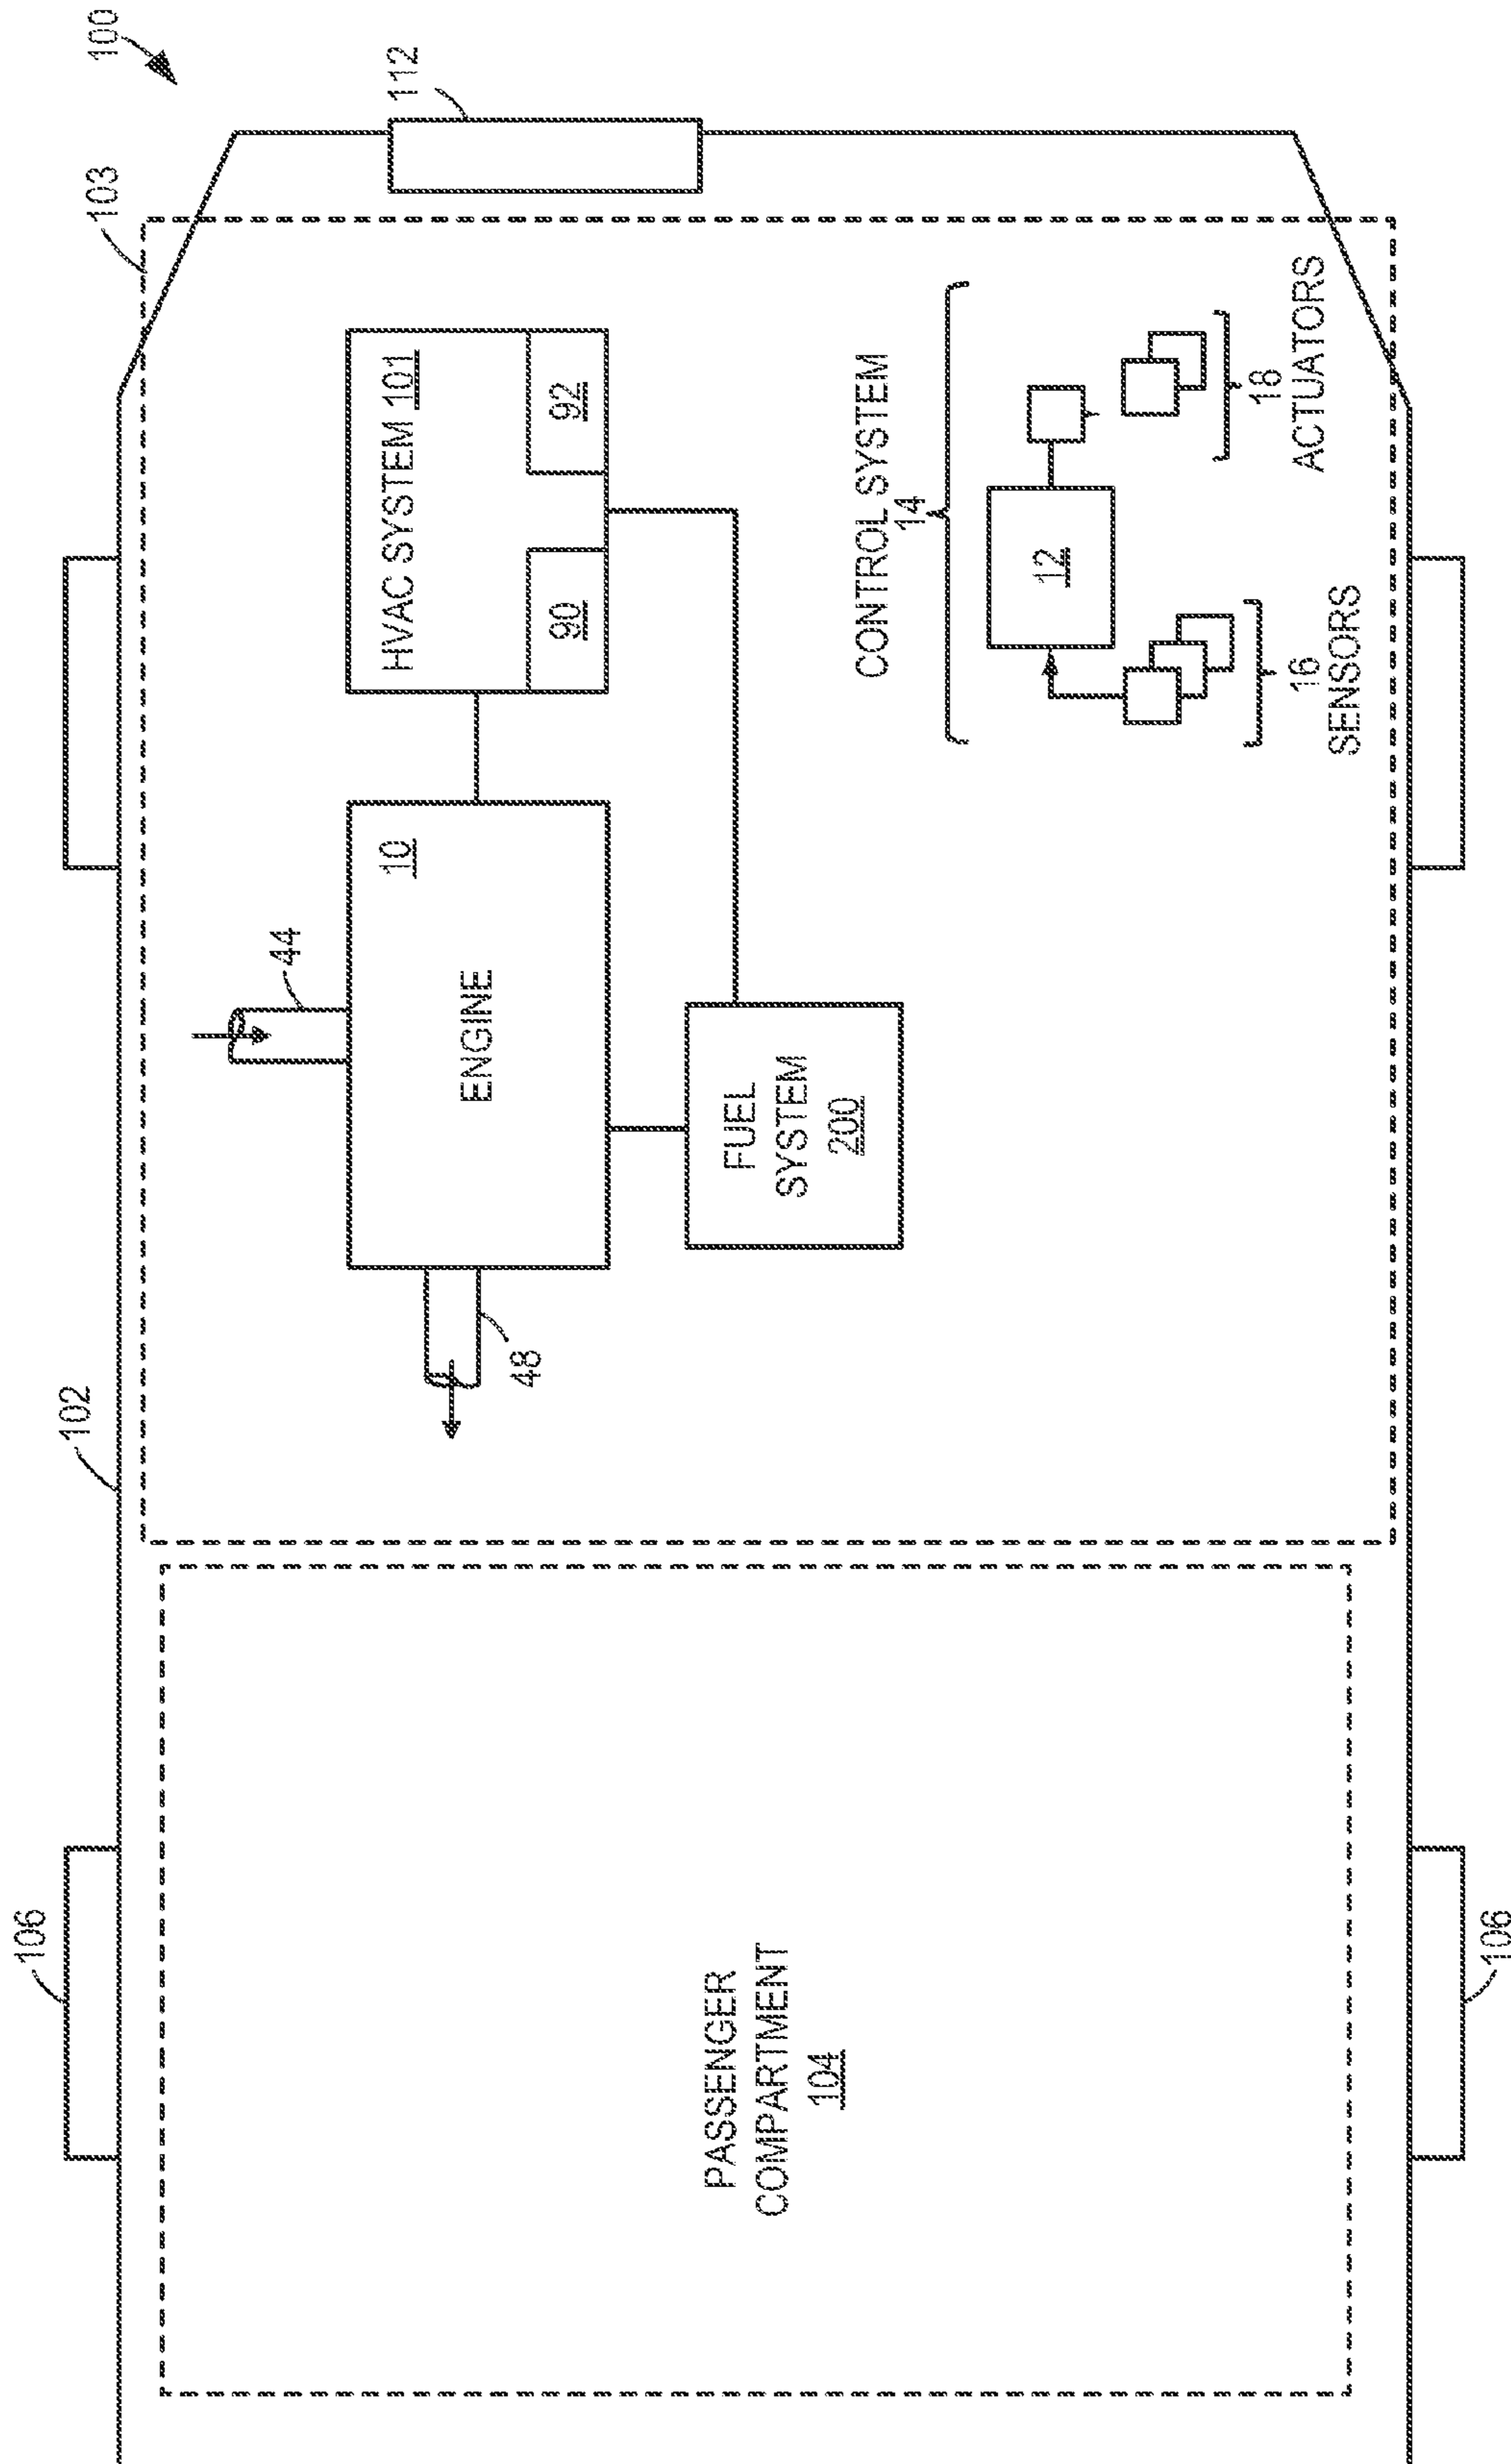 100
112
103
HVAC SYSTEM 101
90
92
10
ENGINE
44
48
FUEL
SYSTEM
200
CONTROL SYSTEM
14
12
16
SENSORS
18
ACTUATORS
102
106
PASSENGER
COMPARTMENT
104
106